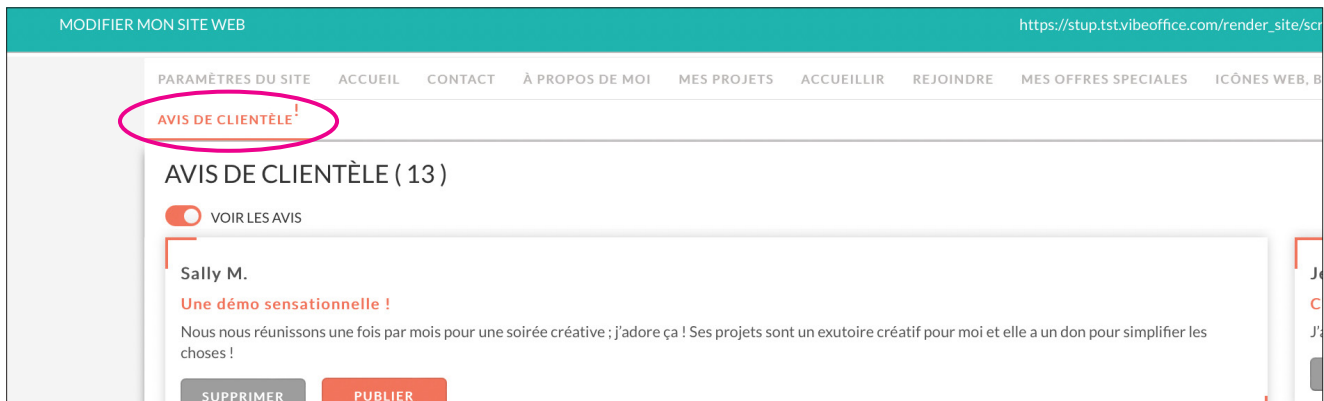 MODIFIER MON SITE WEB https://stup.tst.vibeoffice.com/render_site/scr
PARAMÈTRES DU SITE ACCUEIL CONTACT À PROPOS DE MOI MES PROJETS ACCUEILLIR REJOINDRE MES OFFRES SPECIALES ICÔNES WEB, B
AVIS DE CLIENTÈLE !
AVIS DE CLIENTÈLE ( 13 )
VOIR LES AVIS
Sally M.
Une démo sensationnelle !
Nous nous réunissons une fois par mois pour une soirée créative ; j’adore ça ! Ses projets sont un exutoire créatif pour moi et elle a un don pour simplifier les
choses !
SUPPRIMER PUBLIER